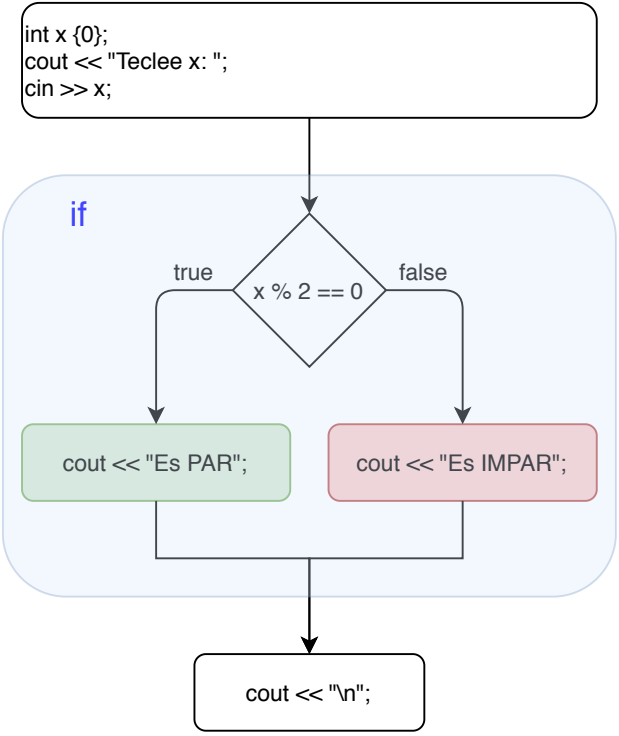 int x {0};
cout << "Teclee x: ";
cin >> x;
if
true
false
x % 2 == 0
cout << "Es PAR";
cout << "Es IMPAR";
cout << "\n";